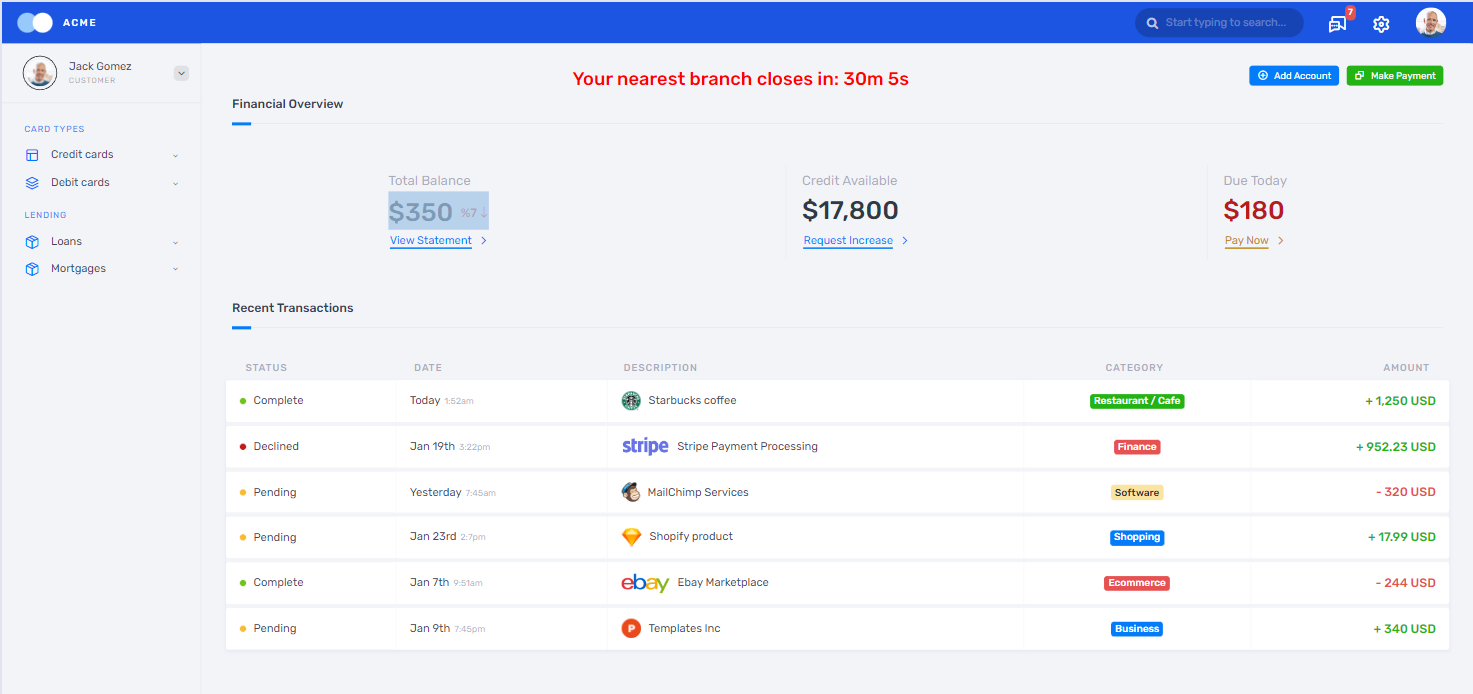 ACME
Start typing to search...
7
Jack Gomez
CUSTOMER
Your nearest branch closes in: 30m 5s
Add Account
Make Payment
Financial Overview
CARD TYPES
Credit cards
Debit cards
LENDING
Loans
Mortgages
Total Balance
$350 %7 ↓
View Statement
Credit Available
$17,800
Request Increase
Due Today
$180
Pay Now
Recent Transactions
STATUS DATE DESCRIPTION CATEGORY AMOUNT
Complete Today 1:52am Starbucks coffee Restaurant / Cafe + 1,250 USD
Declined Jan 19th 3:22pm stripe Stripe Payment Processing Finance + 952.23 USD
Pending Yesterday 7:45am MailChimp Services Software - 320 USD
Pending Jan 23rd 2:7pm Shopify product Shopping + 17.99 USD
Complete Jan 7th 9:51am ebay Ebay Marketplace Ecommerce - 244 USD
Pending Jan 9th 7:45pm P Templates Inc Business + 340 USD